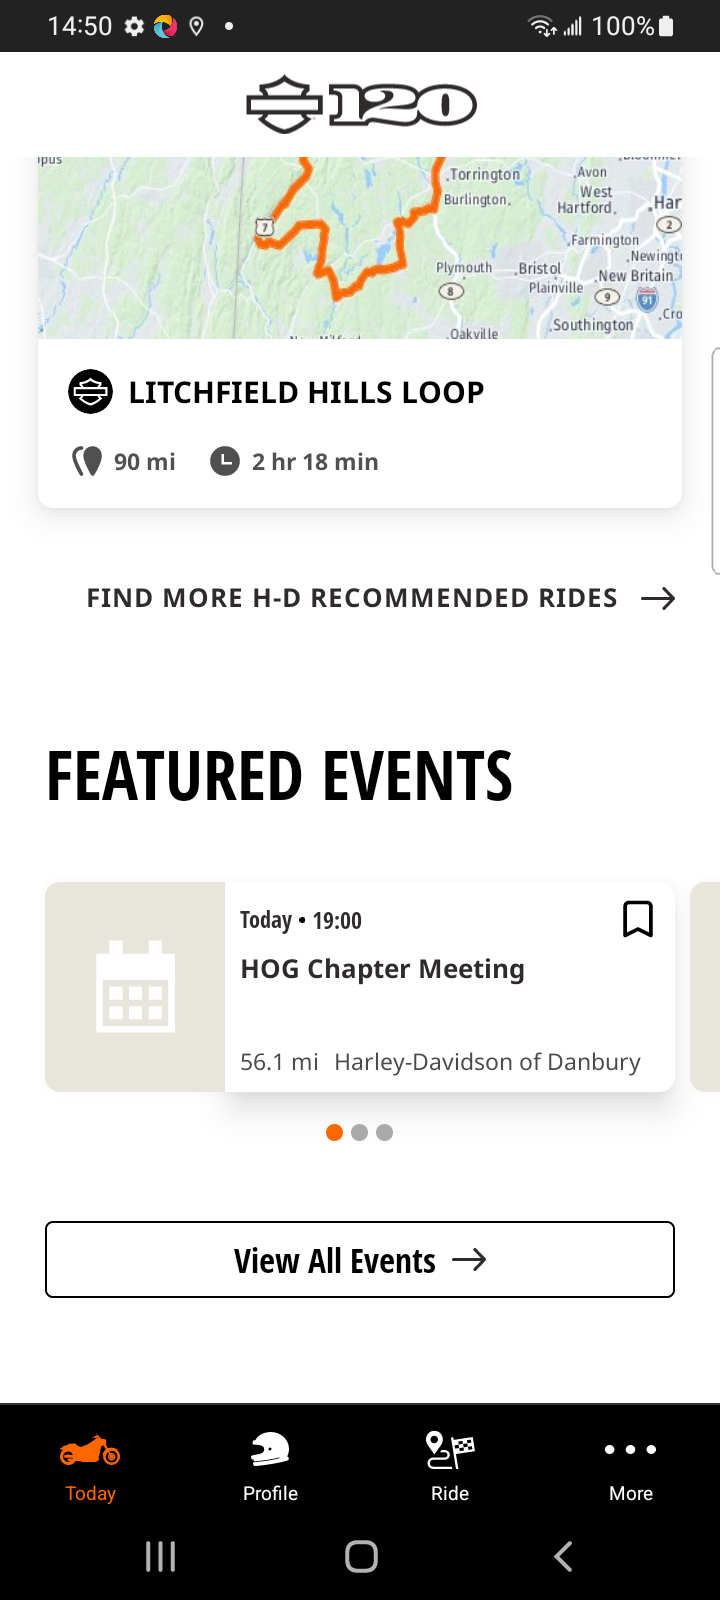 14:50
100%
120
.Torrington
Burlington.
.Avon
West
Hartford.
.Har
7
2
.Farmington
.Newingt
Plymouth
.Bristol
.New Britain
Plainville
8
9
91
.Southington
.Cro
.Oakville
LITCHFIELD HILLS LOOP
90 mi
2 hr 18 min
FIND MORE H-D RECOMMENDED RIDES
FEATURED EVENTS
Today • 19:00
HOG Chapter Meeting
56.1 mi Harley-Davidson of Danbury
View All Events
Today
Profile
Ride
More